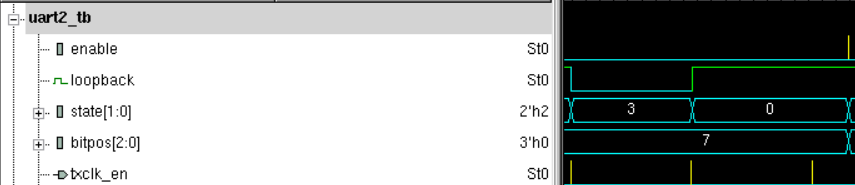 uart2_tb
enable St0
loopback St0
state[1:0] 2'h2 3 0
bitpos[2:0] 3'h0 7
txclk_en St0